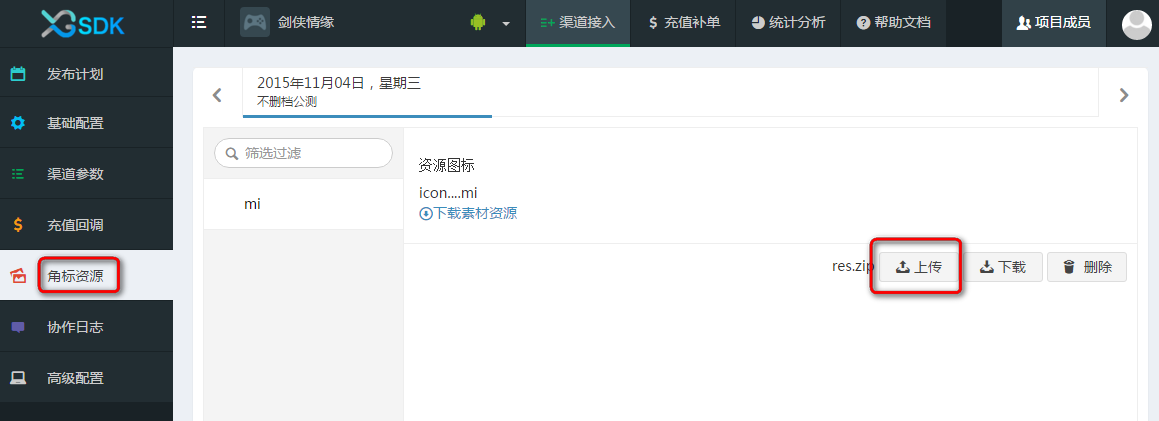 XGSDK
剑侠情缘
渠道接入
充值补单
统计分析
帮助文档
项目成员
发布计划
基础配置
渠道参数
充值回调
角标资源
协作日志
高级配置
2015年11月04日，星期三
不删档公测
筛选过滤
mi
资源图标
icon....mi
下载素材资源
res.zip
上传
下载
删除